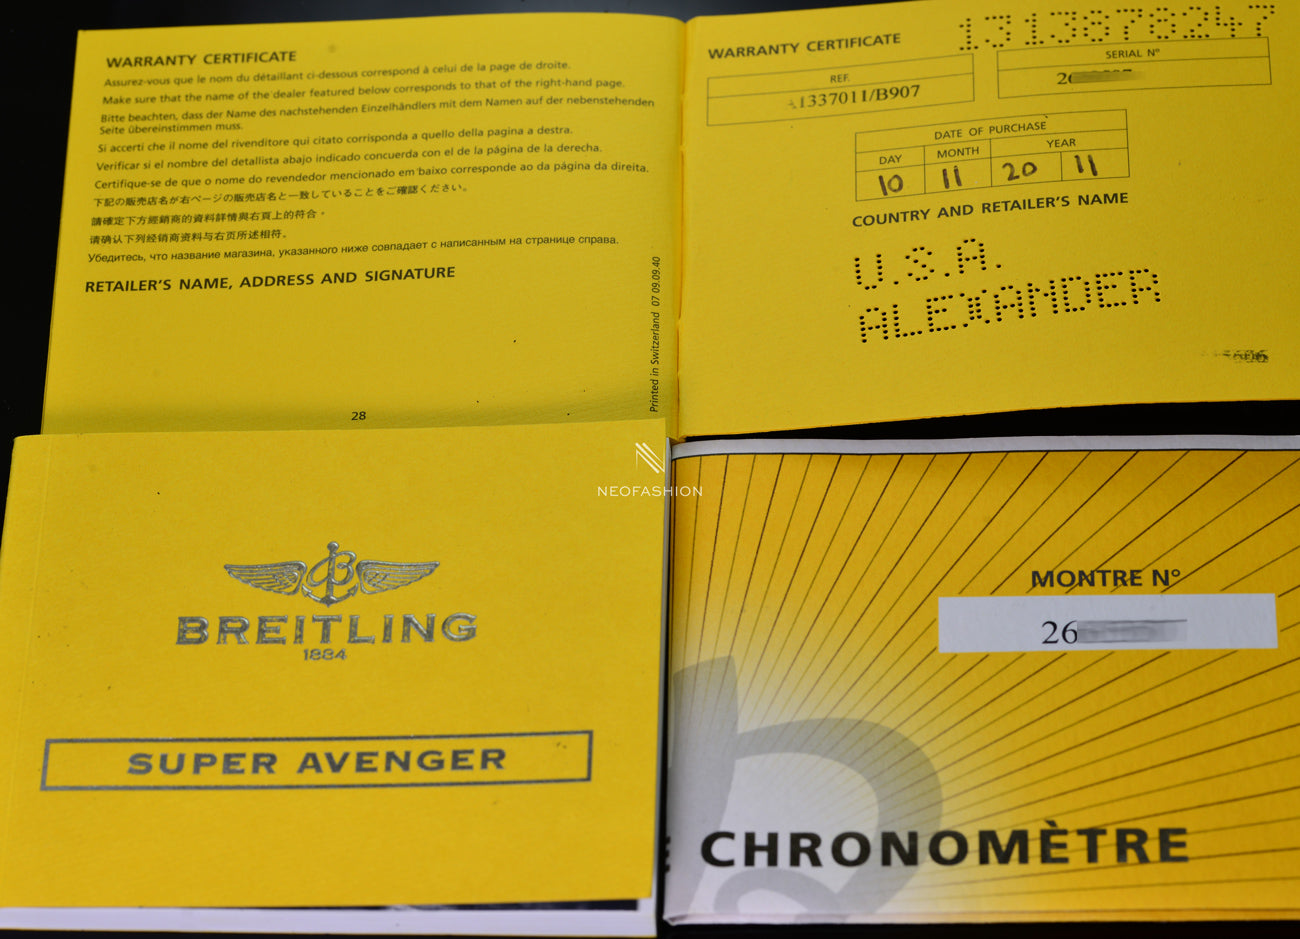 WARRANTY CERTIFICATE
Assurez-vous que le nom du détaillant ci-dessous correspond à celui de la page de droite.
Make sure that the name of the dealer featured below corresponds to that of the right-hand page.
Bitte beachten, dass der Name des nachstehenden Einzelhändlers mit dem Namen auf der nebenstehenden
Seite übereinstimmen muss.
Si accerti che il nome del rivenditore qui citato corrisponda a quello della pagina a destra.
Verificar si el nombre del detallista abajo indicado concuerda con el de la página de la derecha.
Certifique-se de que o nome do revendedor mencionado em baixo corresponde ao da página da direita.
下記の販売店名が右ページの販売店名と一致していることをご確認ください。
請確定下方經銷商的資料詳情與右頁上的符合。
请确认下列经销商资料与右页所述相符。
Убедитесь, что название магазина, указанного ниже совпадает с написанным на странице справа.
RETAILER'S NAME, ADDRESS AND SIGNATURE
Printed in Switzerland 07 09.09.40
28
1313878247
WARRANTY CERTIFICATE
REF.
A1337011/B907
SERIAL Nº
2
DATE OF PURCHASE
DAY MONTH YEAR
10 11 20 11
COUNTRY AND RETAILER'S NAME
U.S.A.
ALEXANDER
NEOFASHION
BREITLING
1884
SUPER AVENGER
MONTRE Nº
26
CHRONOMÈTRE